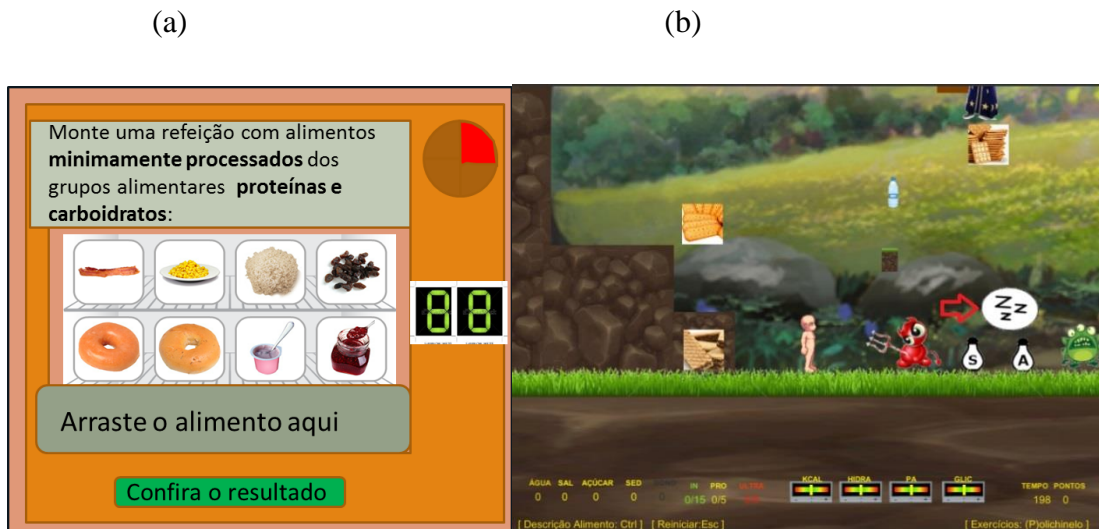 (a)
(b)
Monte uma refeição com alimentos
minimamente processados dos
grupos alimentares proteínas e
carboidratos:
88
Arraste o alimento aqui
Confira o resultado
Z Z Z
S A
ÁGUA SAL AÇÚCAR SED IN PRO ULTRA KCAL HIDRA PA GLIC TEMPO PONTOS
0 0 0 0 0/15 0/5 198 0
[ Descrição Alimento: Ctrl ] [ Reiniciar:Esc ] [ Exercícios: (P)olichinelo ]